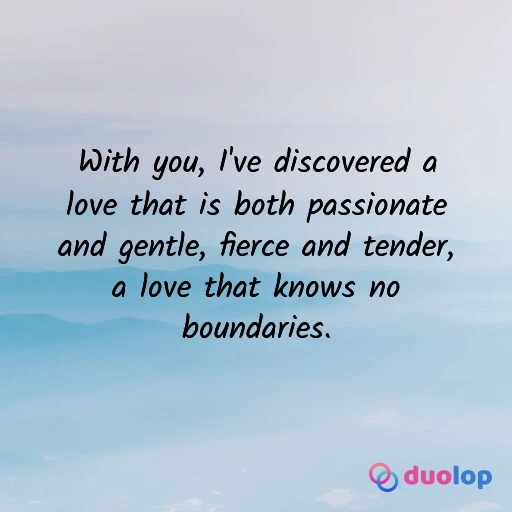 With you, I've discovered a
love that is both passionate
and gentle, fierce and tender,
a love that knows no
boundaries.
duolop